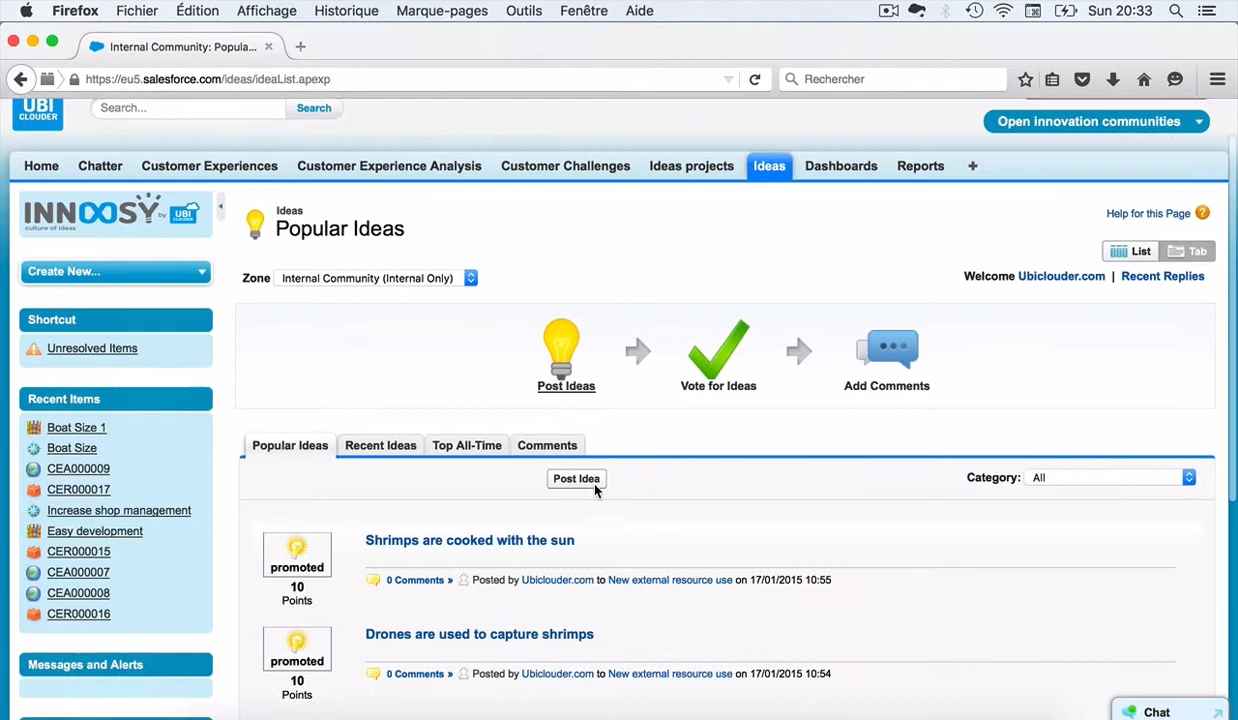 Firefox Fichier Édition Affichage Historique Marque-pages Outils Fenêtre Aide Sun 20:33
Internal Community: Popula...
https://eu5.salesforce.com/ideas/ideaList.apexp
Rechercher
UBI
CLOUDER
Search...
Search
Open innovation communities
Home Chatter Customer Experiences Customer Experience Analysis Customer Challenges Ideas projects Ideas Dashboards Reports +
INNOOSY by UBI CLOUDER
culture of ideas
Ideas
Popular Ideas
Help for this Page ?
List Tab
Create New...
Zone Internal Community (Internal Only)
Welcome Ubiclouder.com | Recent Replies
Shortcut
Unresolved Items
Post Ideas
Vote for Ideas
Add Comments
Recent Items
Boat Size 1
Boat Size
CEA000009
CER000017
Increase shop management
Easy development
CER000015
CEA000007
CEA000008
CER000016
Messages and Alerts
Popular Ideas Recent Ideas Top All-Time Comments
Post Idea
Category: All
promoted
10
Points
Shrimps are cooked with the sun
0 Comments » Posted by Ubiclouder.com to New external resource use on 17/01/2015 10:55
promoted
10
Points
Drones are used to capture shrimps
0 Comments » Posted by Ubiclouder.com to New external resource use on 17/01/2015 10:54
Chat